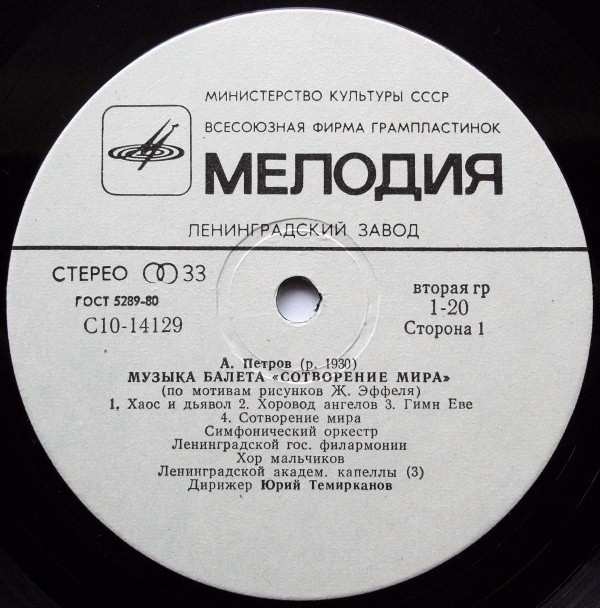 МИНИСТЕРСТВО КУЛЬТУРЫ СССР
ВСЕСОЮЗНАЯ ФИРМА ГРАМПЛАСТИНОК
МЕЛОДИЯ
ЛЕНИНГРАДСКИЙ ЗАВОД
СТЕРЕО 33
ГОСТ 5289-80
С10-14129
вторая гр
1-20
Сторона 1
А. Петров (р. 1930)
МУЗЫКА БАЛЕТА «СОТВОРЕНИЕ МИРА»
(по мотивам рисунков Ж. Эффеля)
1. Хаос и дьявол 2. Хоровод ангелов 3. Гимн Еве
4. Сотворение мира
Симфонический оркестр
Ленинградской гос. филармонии
Хор мальчиков
Ленинградской академ. капеллы (3)
Дирижер Юрий Темирканов